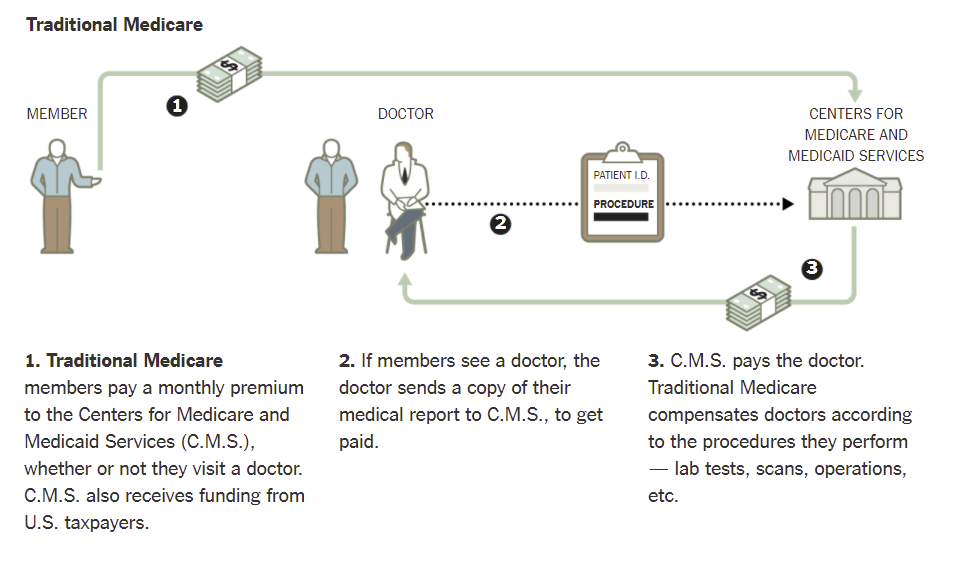 Traditional Medicare
$
1
MEMBER
DOCTOR
CENTERS FOR
MEDICARE AND
MEDICAID SERVICES
PATIENT I.D.
PROCEDURE
2
3
$
1. Traditional Medicare
members pay a monthly premium
to the Centers for Medicare and
Medicaid Services (C.M.S.),
whether or not they visit a doctor.
C.M.S. also receives funding from
U.S. taxpayers.
2. If members see a doctor, the
doctor sends a copy of their
medical report to C.M.S., to get
paid.
3. C.M.S. pays the doctor.
Traditional Medicare
compensates doctors according
to the procedures they perform
— lab tests, scans, operations,
etc.